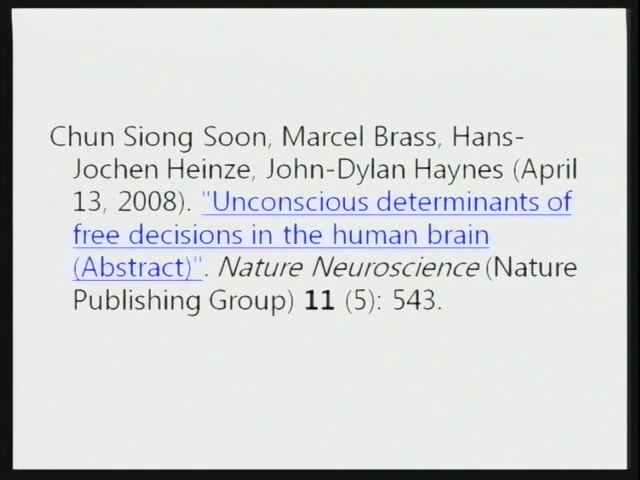 Chun Siong Soon, Marcel Brass, Hans-
Jochen Heinze, John-Dylan Haynes (April
13, 2008). "Unconscious determinants of
free decisions in the human brain
(Abstract)". Nature Neuroscience (Nature
Publishing Group) 11 (5): 543.